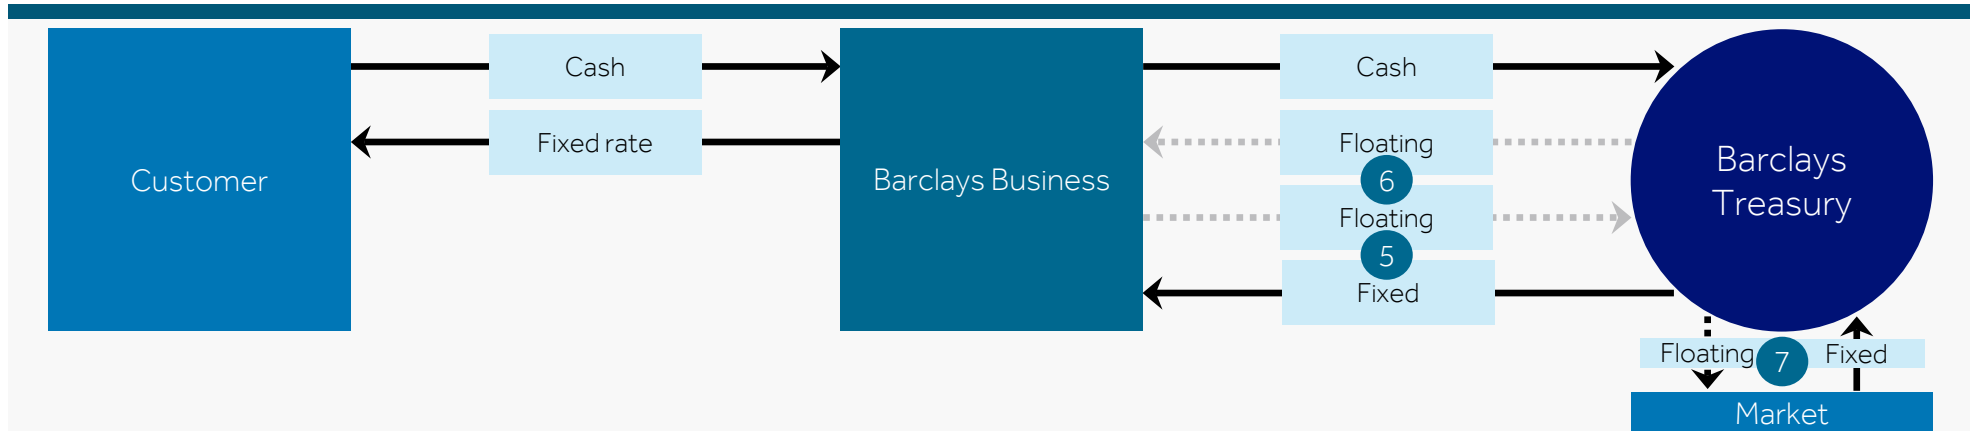 Cash
Cash
Fixed rate
Floating
Customer
Barclays Business
6
Barclays
Treasury
Floating
5
Fixed
Floating
7
Fixed
Market